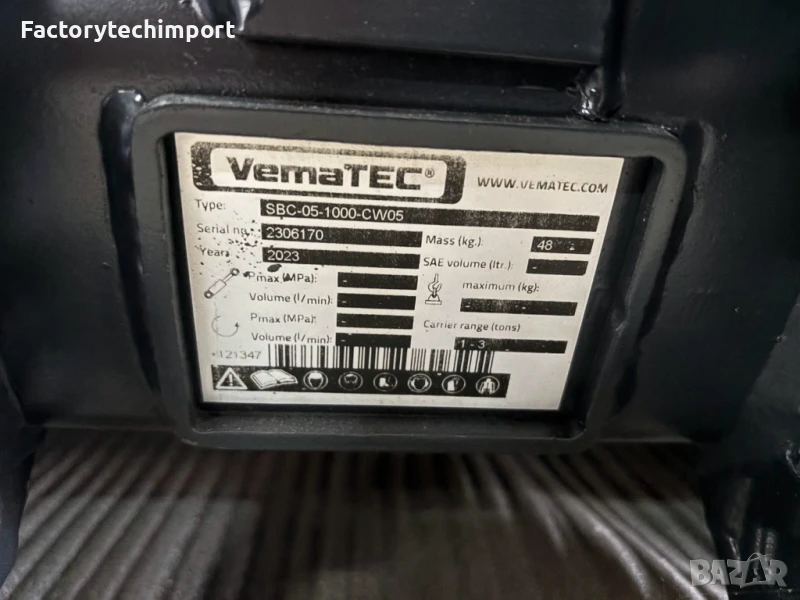 Factorytechimport
VemaTEC®
WWW.VEMATEC.COM
Type: SBC-05-1000-CW05
Serial no. 2306170
Mass (kg.) 48
Year 2023
SAE volume (ltr.) -
Pmax (MPa): -
maximum (kg):
Volume (l/min) -
Pmax (MPa): -
Carrier range (tons)
Volume (l/min) -
1 - 3
121347
BAZAR